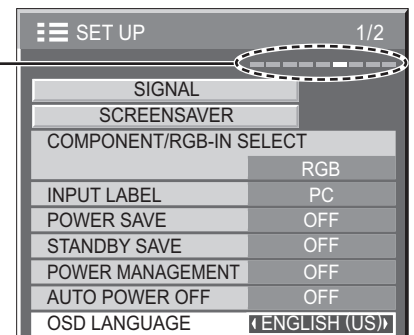 SET UP 1/2
SIGNAL
SCREENSAVER
COMPONENT/RGB-IN SELECT
RGB
INPUT LABEL PC
POWER SAVE OFF
STANDBY SAVE OFF
POWER MANAGEMENT OFF
AUTO POWER OFF OFF
OSD LANGUAGE ENGLISH (US)